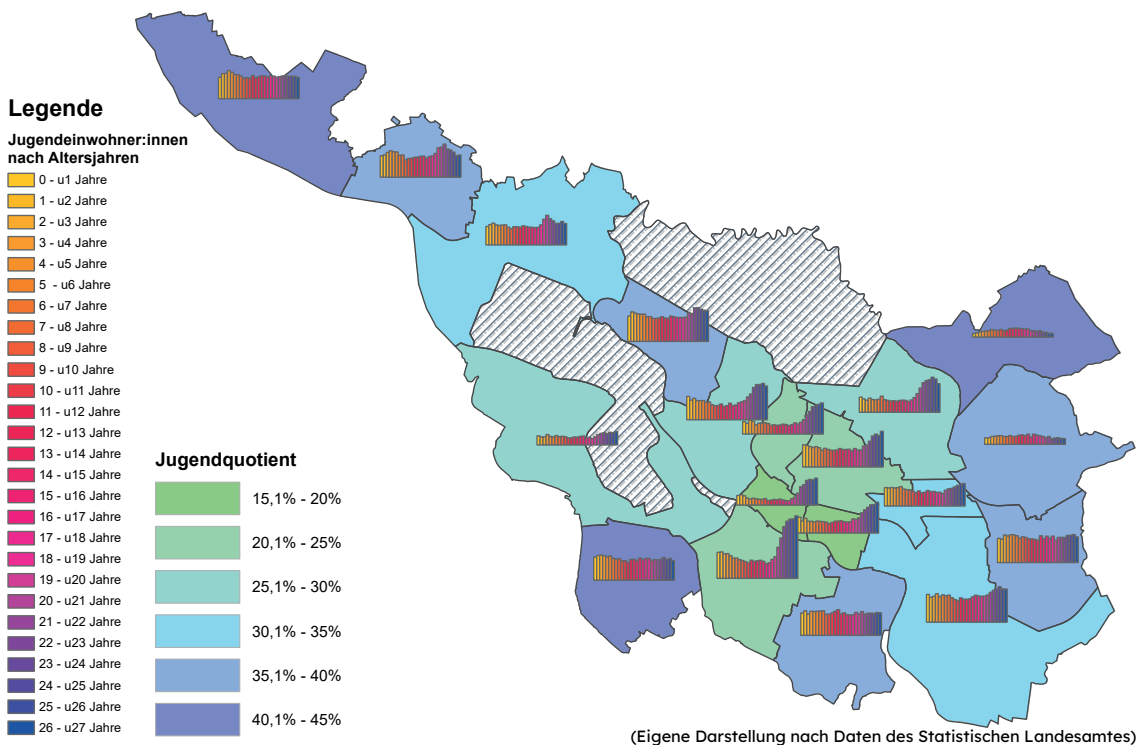 Legende
Jugendeinwohner:innen
nach Altersjahren
0 - u1 Jahre
1 - u2 Jahre
2 - u3 Jahre
3 - u4 Jahre
4 - u5 Jahre
5 - u6 Jahre
6 - u7 Jahre
7 - u8 Jahre
8 - u9 Jahre
9 - u10 Jahre
10 - u11 Jahre
11 - u12 Jahre
12 - u13 Jahre
13 - u14 Jahre
14 - u15 Jahre
15 - u16 Jahre
16 - u17 Jahre
17 - u18 Jahre
18 - u19 Jahre
19 - u20 Jahre
20 - u21 Jahre
21 - u22 Jahre
22 - u23 Jahre
23 - u24 Jahre
24 - u25 Jahre
25 - u26 Jahre
26 - u27 Jahre
Jugendquotient
15,1% - 20%
20,1% - 25%
25,1% - 30%
30,1% - 35%
35,1% - 40%
40,1% - 45%
(Eigene Darstellung nach Daten des Statistischen Landesamtes)